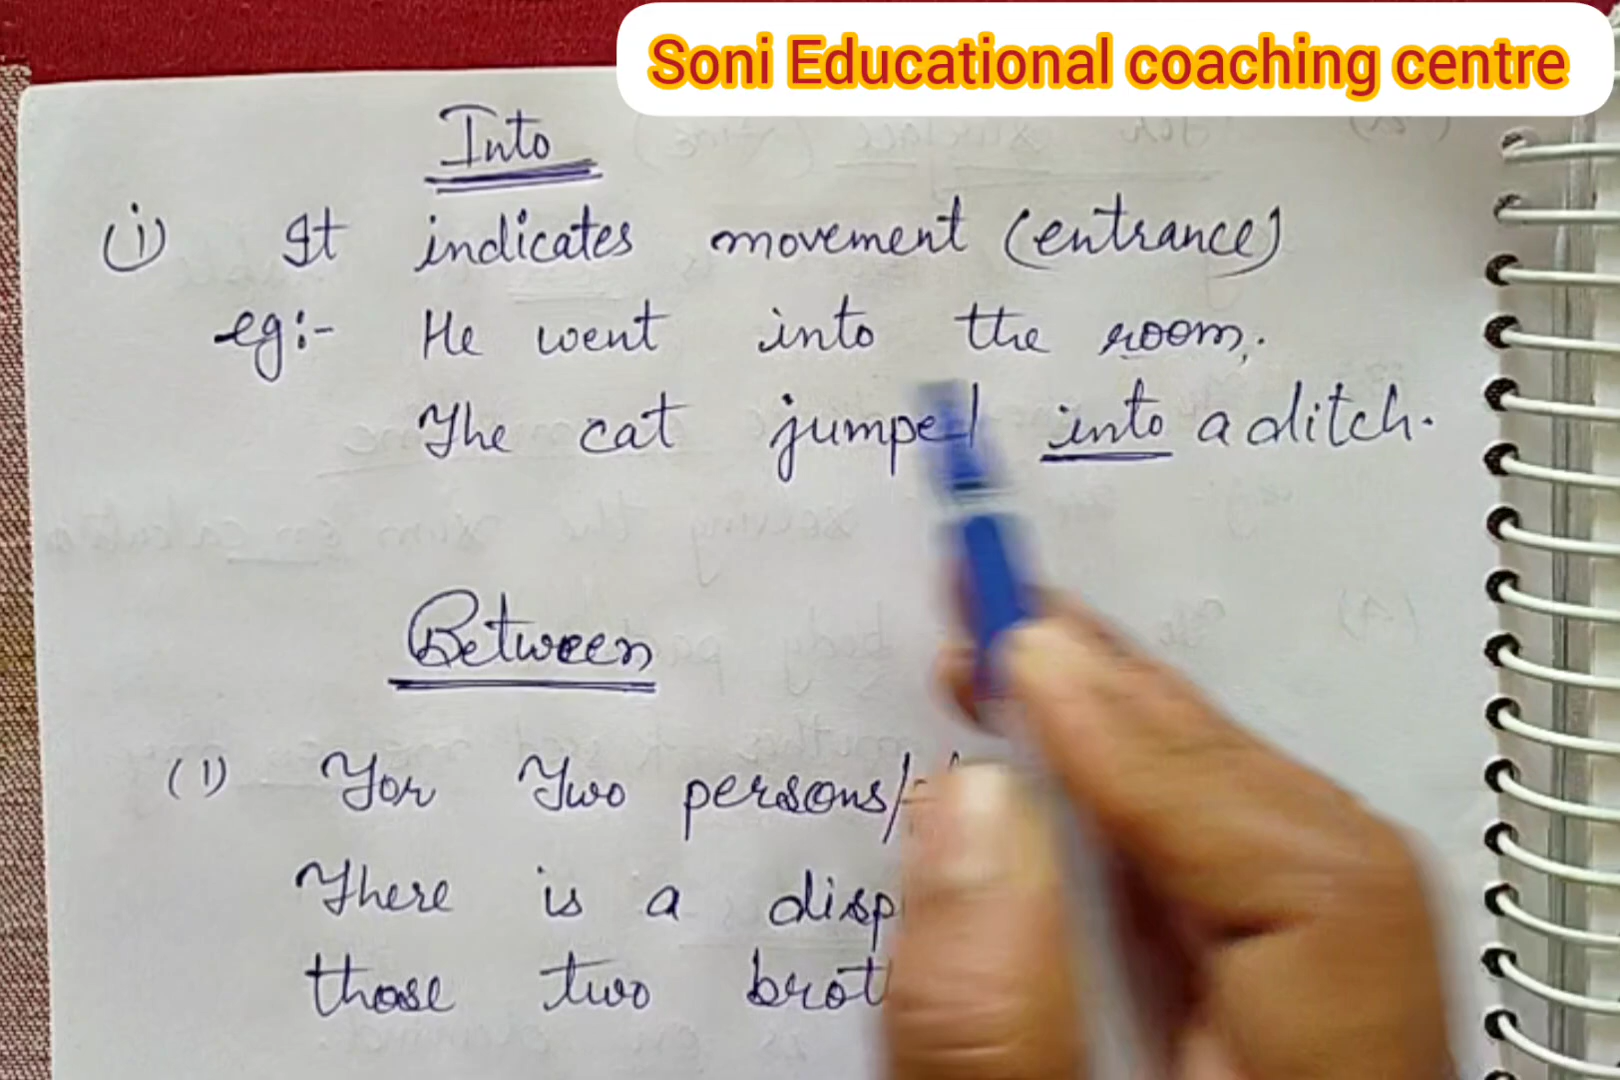 Soni Educational coaching centre
Into
(i) It indicates movement (entrance)
eg:- He went into the room.
The cat jumped into a ditch.
Between
(1) For Two persons/
There is a
those two